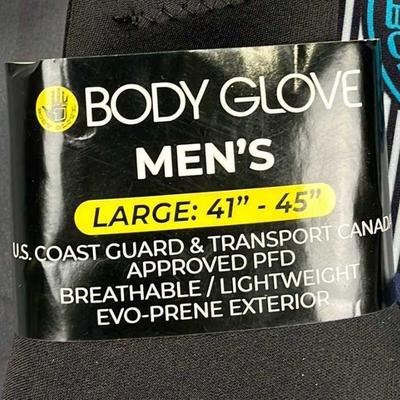 BODY GLOVE
MEN'S
LARGE: 41" - 45"
U.S. COAST GUARD & TRANSPORT CANADA
APPROVED PFD
BREATHABLE / LIGHTWEIGHT
EVO-PRENE EXTERIOR